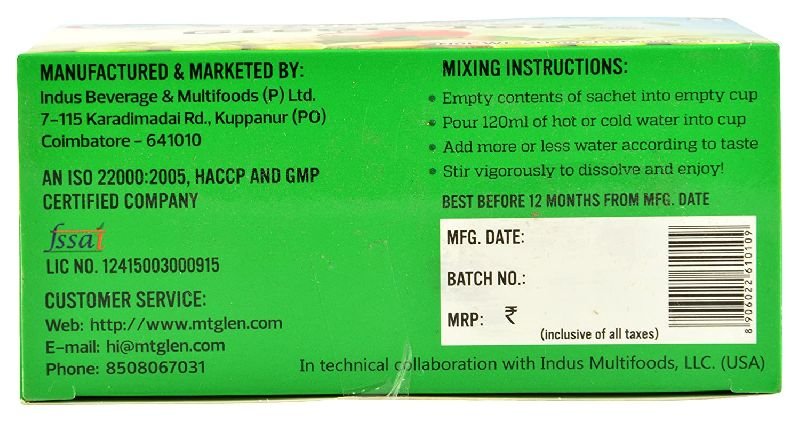 MANUFACTURED & MARKETED BY:
Indus Beverage & Multifoods (P) Ltd.
7-115 Karadimadai Rd., Kuppanur (PO)
Coimbatore - 641010
AN ISO 22000:2005, HACCP AND GMP
CERTIFIED COMPANY
fssai
LIC NO. 12415003000915
CUSTOMER SERVICE:
Web: http://www.mtglen.com
E-mail: hi@mtglen.com
Phone: 8508067031
MIXING INSTRUCTIONS:
• Empty contents of sachet into empty cup
• Pour 120ml of hot or cold water into cup
• Add more or less water according to taste
• Stir vigorously to dissolve and enjoy!
BEST BEFORE 12 MONTHS FROM MFG. DATE
MFG. DATE:
BATCH NO.:
MRP: ₹
(inclusive of all taxes)
8 906022 610109
In technical collaboration with Indus Multifoods, LLC. (USA)